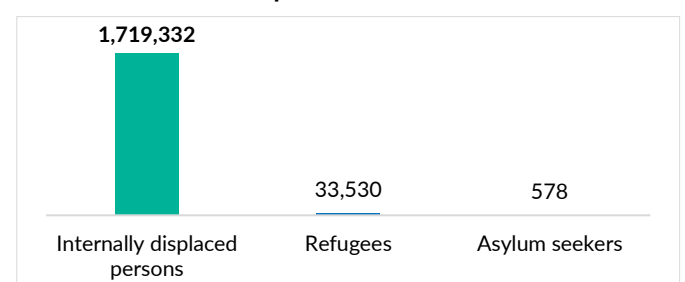 1,719,332
33,530
578
Internally displaced
persons
Refugees
Asylum seekers